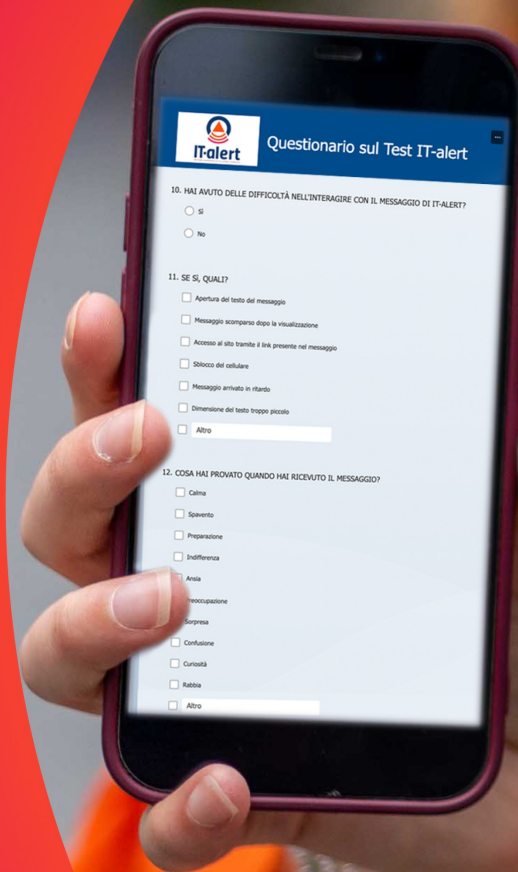 IT-alert
Questionario sul Test IT-alert
10. HAI AVUTO DELLE DIFFICOLTÀ NELL'INTERAGIRE CON IL MESSAGGIO DI IT-ALERT?
Sì
No
11. SE SÌ, QUALI?
Apertura del testo del messaggio
Messaggio scomparso dopo la visualizzazione
Accesso al sito tramite il link presente nel messaggio
Sblocco del cellulare
Messaggio arrivato in ritardo
Dimensione del testo troppo piccolo
Altro
12. COSA HAI PROVATO QUANDO HAI RICEVUTO IL MESSAGGIO?
Calma
Spavento
Preparazione
Indifferenza
Ansia
Preoccupazione
Sorpresa
Confusione
Curiosità
Rabbia
Altro